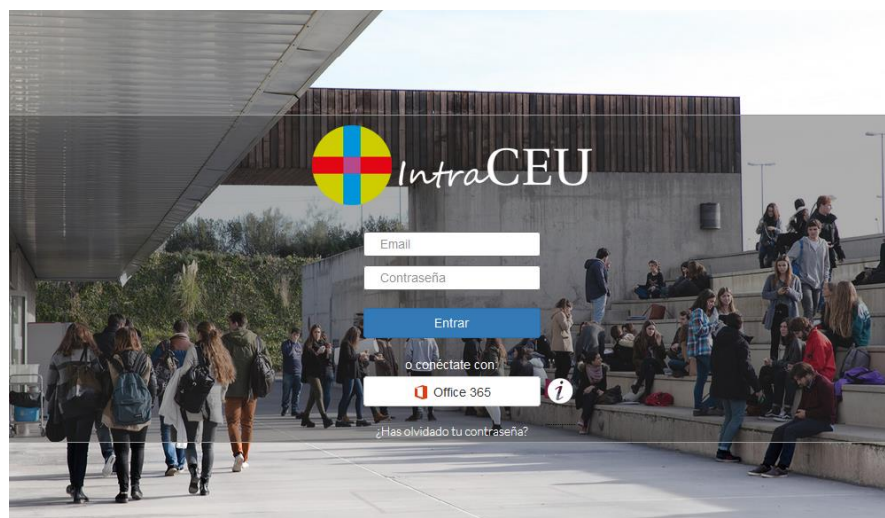 IntraCEU
Email
Contraseña
Entrar
o conéctate con:
Office 365
i
¿Has olvidado tu contraseña?